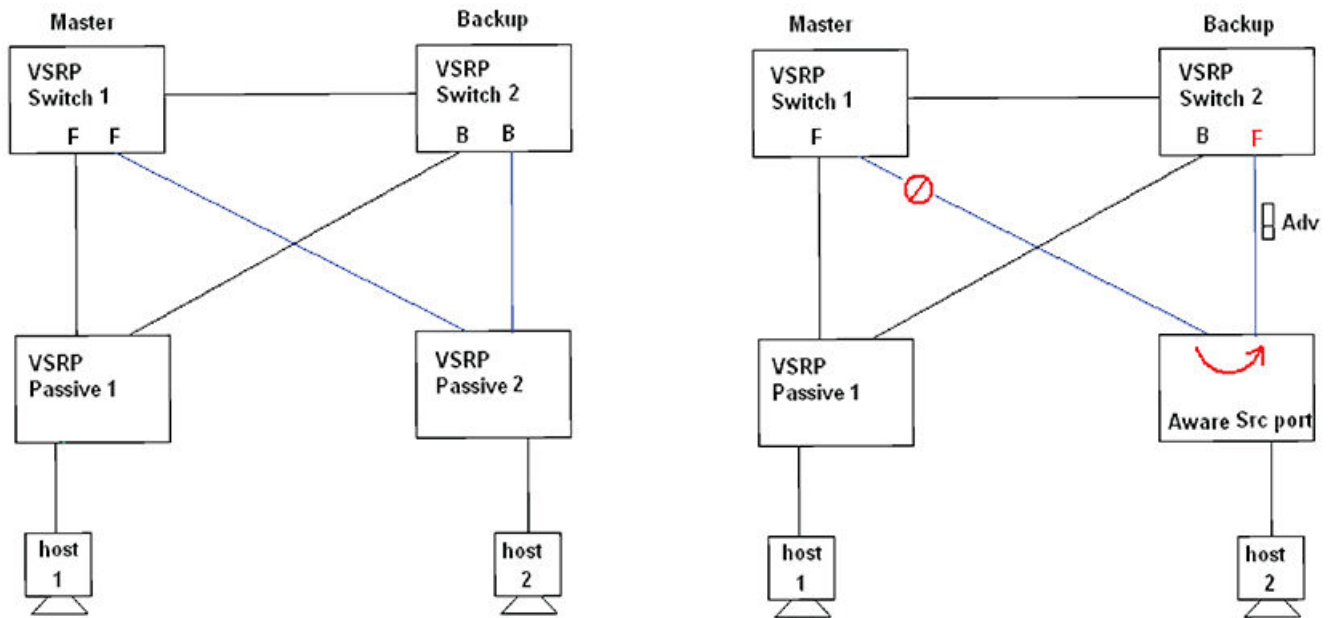 Master
Backup
VSRP
Switch 1
F F
VSRP
Switch 2
B B
VSRP
Passive 1
VSRP
Passive 2
host
1
host
2
Master
Backup
VSRP
Switch 1
F
VSRP
Switch 2
B F
Adv
VSRP
Passive 1
Aware Src port
host
1
host
2